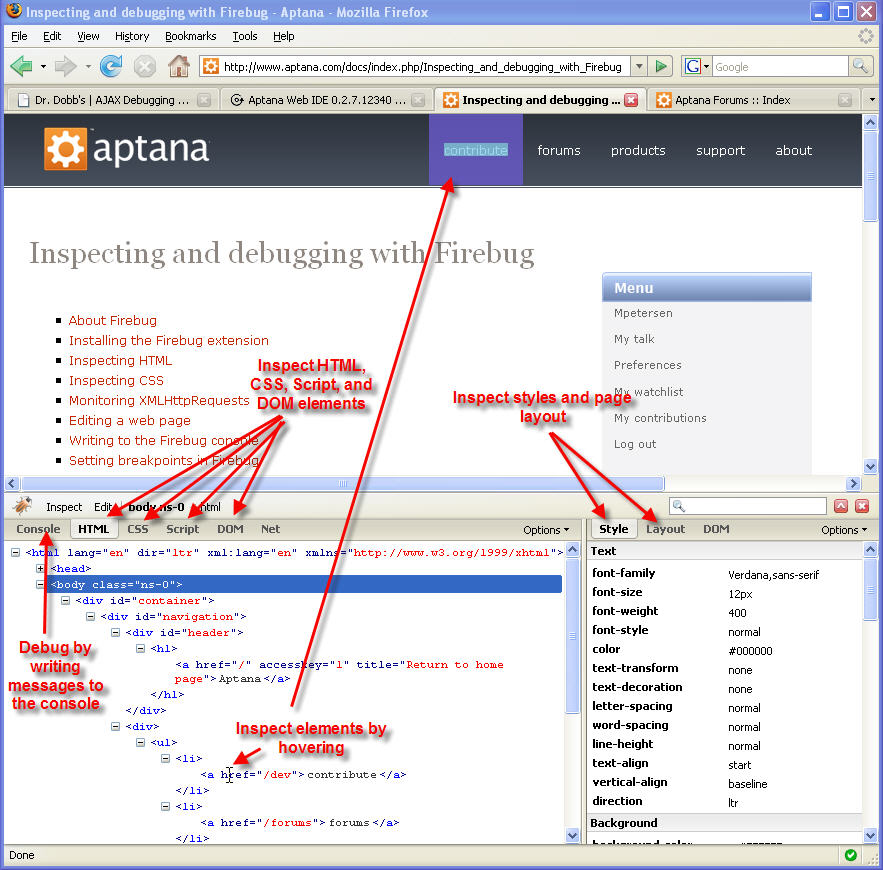 Inspecting and debugging with Firebug - Aptana - Mozilla Firefox
File Edit View History Bookmarks Tools Help
http://www.aptana.com/docs/index.php/Inspecting_and_debugging_with_Firebug
G Google
Dr. Dobb's | AJAX Debugging ...
Aptana Web IDE 0.2.7.12340 ...
Inspecting and debugging ...
Aptana Forums :: Index
aptana
contribute forums products support about
Inspecting and debugging with Firebug
About Firebug
Installing the Firebug extension
Inspecting HTML
Inspecting CSS
Monitoring XMLHttpRequests
Editing a web page
Writing to the Firebug console
Setting breakpoints in Firebug
Menu
Mpetersen
My talk
Preferences
My watchlist
My contributions
Log out
Inspect HTML,
CSS, Script, and
DOM elements
Inspect styles and page
layout
Inspect Edit body.ns-0 html
Console HTML CSS Script DOM Net Options
<html lang="en" dir="ltr" xml:lang="en" xmlns="http://www.w3.org/1999/xhtml">
<head>
<body class="ns-0">
<div id="container">
<div id="navigation">
<div id="header">
<h1>
<a href="/" accesskey="1" title="Return to home
page">Aptana</a>
</h1>
</div>
<div>
<ul>
<li>
<a href="/dev">contribute</a>
</li>
<li>
<a href="/forums">forums</a>
</li>
Debug by
writing
messages to
the console
Inspect elements by
hovering
Style Layout DOM Options
Text
font-family Verdana,sans-serif
font-size 12px
font-weight 400
font-style normal
color #000000
text-transform none
text-decoration none
letter-spacing normal
word-spacing normal
line-height normal
text-align start
vertical-align baseline
direction ltr
Background
background-color
Done